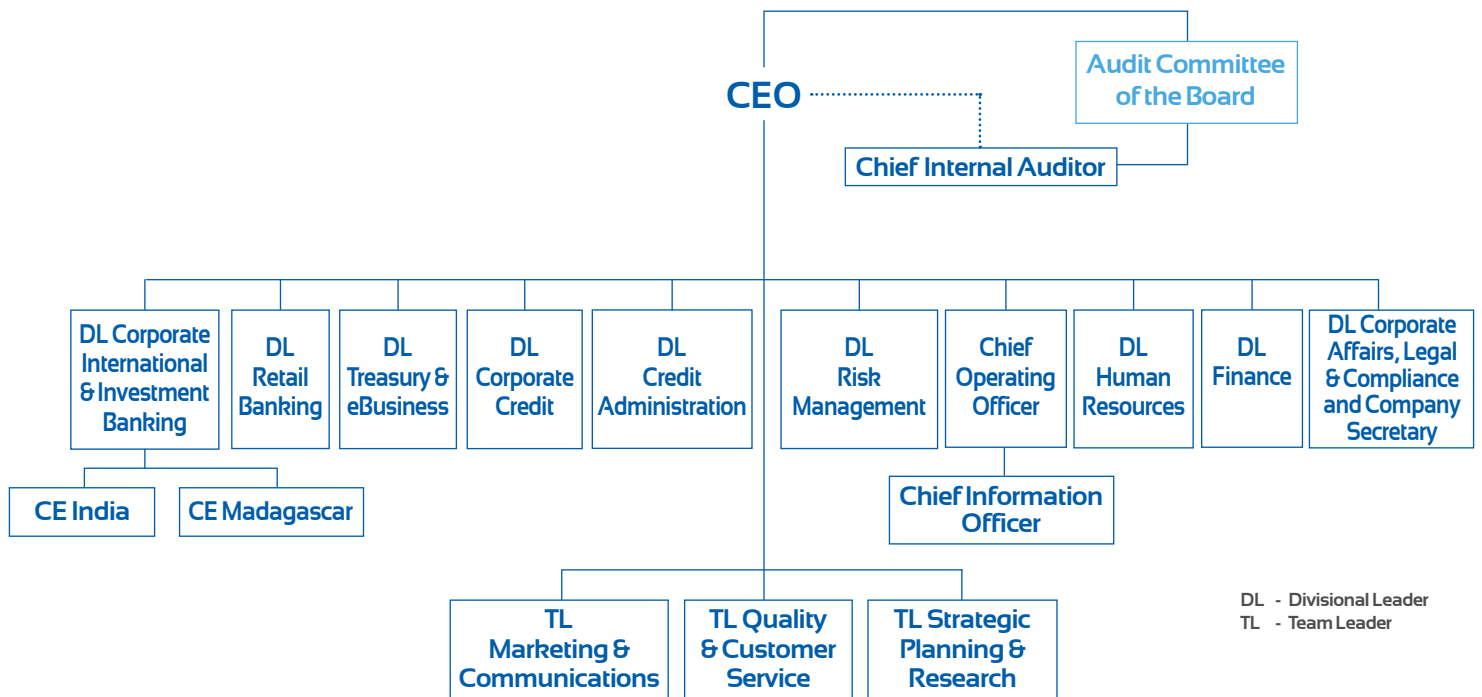 Audit Committee
of the Board
CEO
Chief Internal Auditor
DL Corporate
International
& Investment
Banking
DL
Retail
Banking
DL
Treasury &
eBusiness
DL
Corporate
Credit
DL
Credit
Administration
DL
Risk
Management
Chief
Operating
Officer
DL
Human
Resources
DL
Finance
DL Corporate
Affairs, Legal
& Compliance
and Company
Secretary
CE India
CE Madagascar
Chief Information
Officer
TL
Marketing &
Communications
TL Quality
& Customer
Service
TL Strategic
Planning &
Research
DL - Divisional Leader
TL - Team Leader